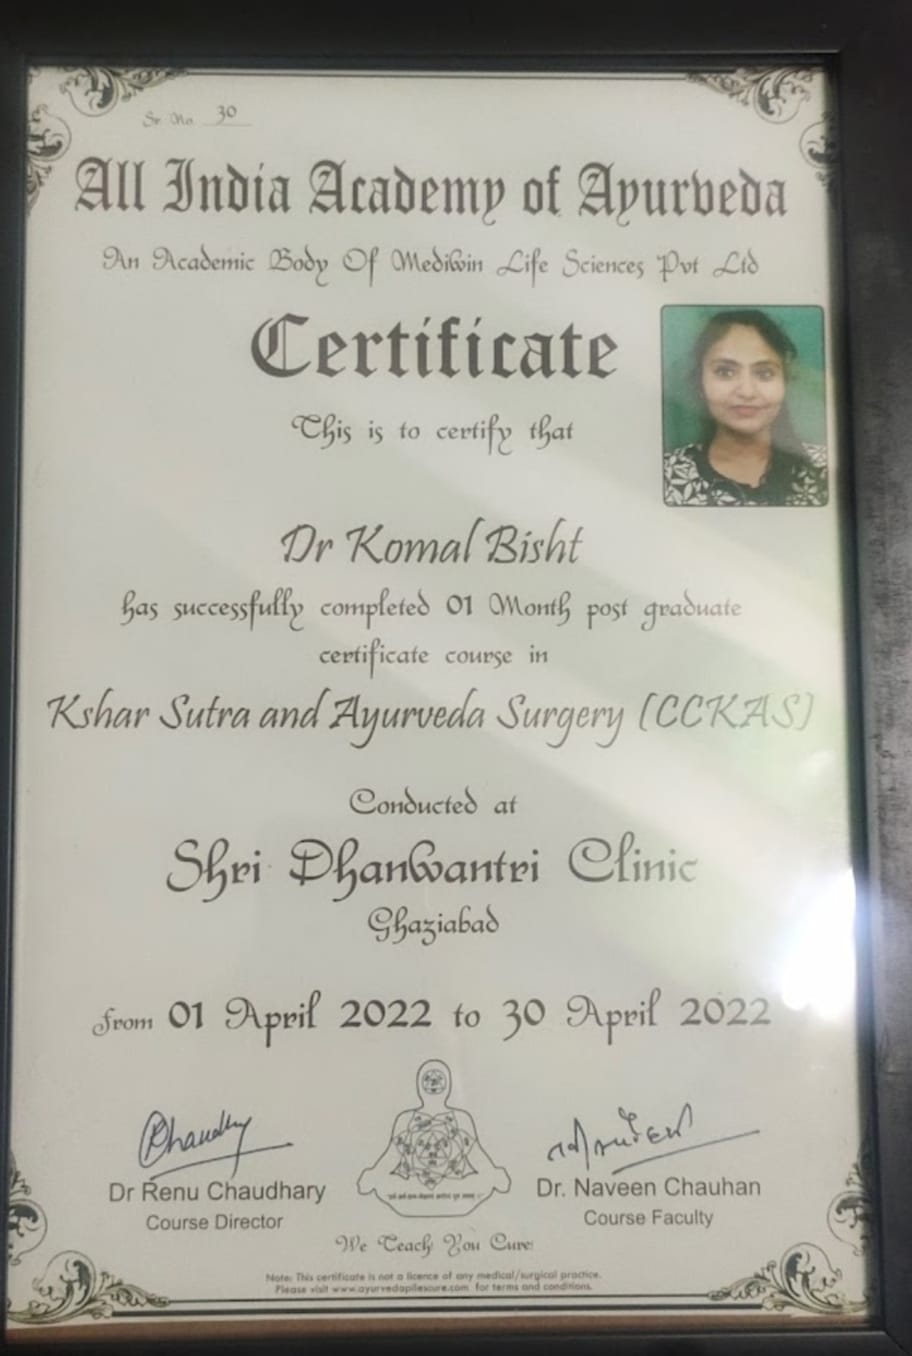 Sr No 30
All India Academy of Ayurveda
An Academic Body Of Mediwin Life Sciences Pvt Ltd
Certificate
This is to certify that
Dr Komal Bisht
has successfully completed 01 Month post graduate
certificate course in
Kshar Sutra and Ayurveda Surgery (CCKAS)
Conducted at
Shri Dhanwantri Clinic
Ghaziabad
from 01 April 2022 to 30 April 2022
Dr Renu Chaudhary
Course Director
Dr. Naveen Chauhan
Course Faculty
We Teach You Cure
Note: This certificate is not a licence of any medical/surgical practice.
Please visit www.ayurvedapilescure.com for terms and conditions.